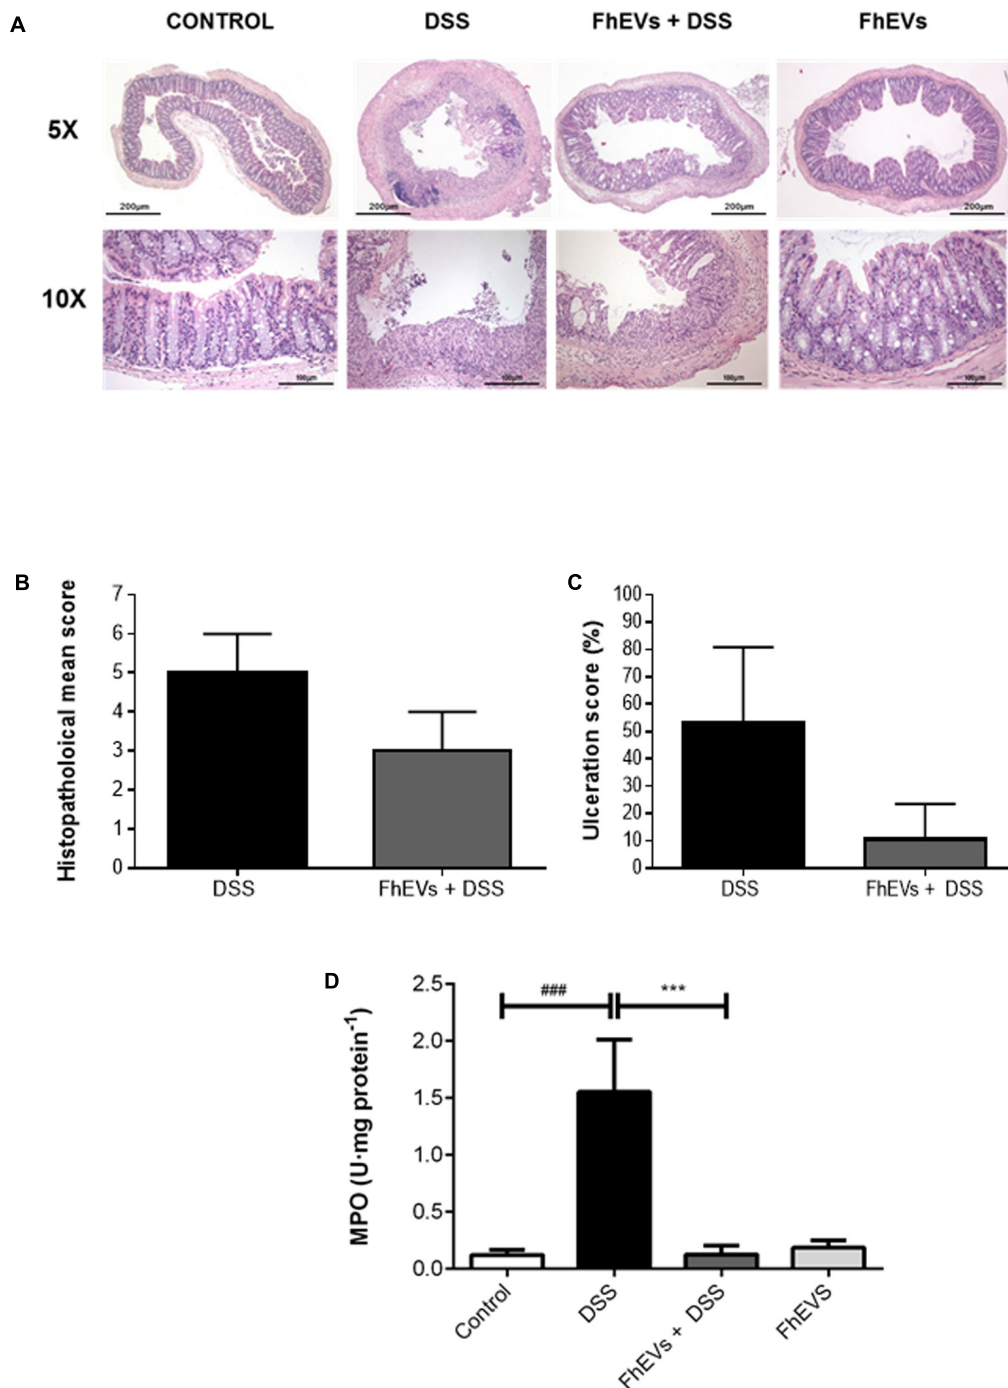 A
CONTROL DSS FhEVs + DSS FhEVs
5X
200μm 200μm 200μm 200μm
10X
100μm 100μm 100μm 100μm
B
Histopatholoical mean score
7
6
5
4
3
2
1
0
DSS FhEVs + DSS
C
Ulceration score (%)
100
90
80
70
60
50
40
30
20
10
0
DSS FhEVs + DSS
D
MPO (U·mg protein⁻¹)
2.5
2.0
1.5
1.0
0.5
0.0
### ***
Control DSS FhEVs + DSS FhEVS